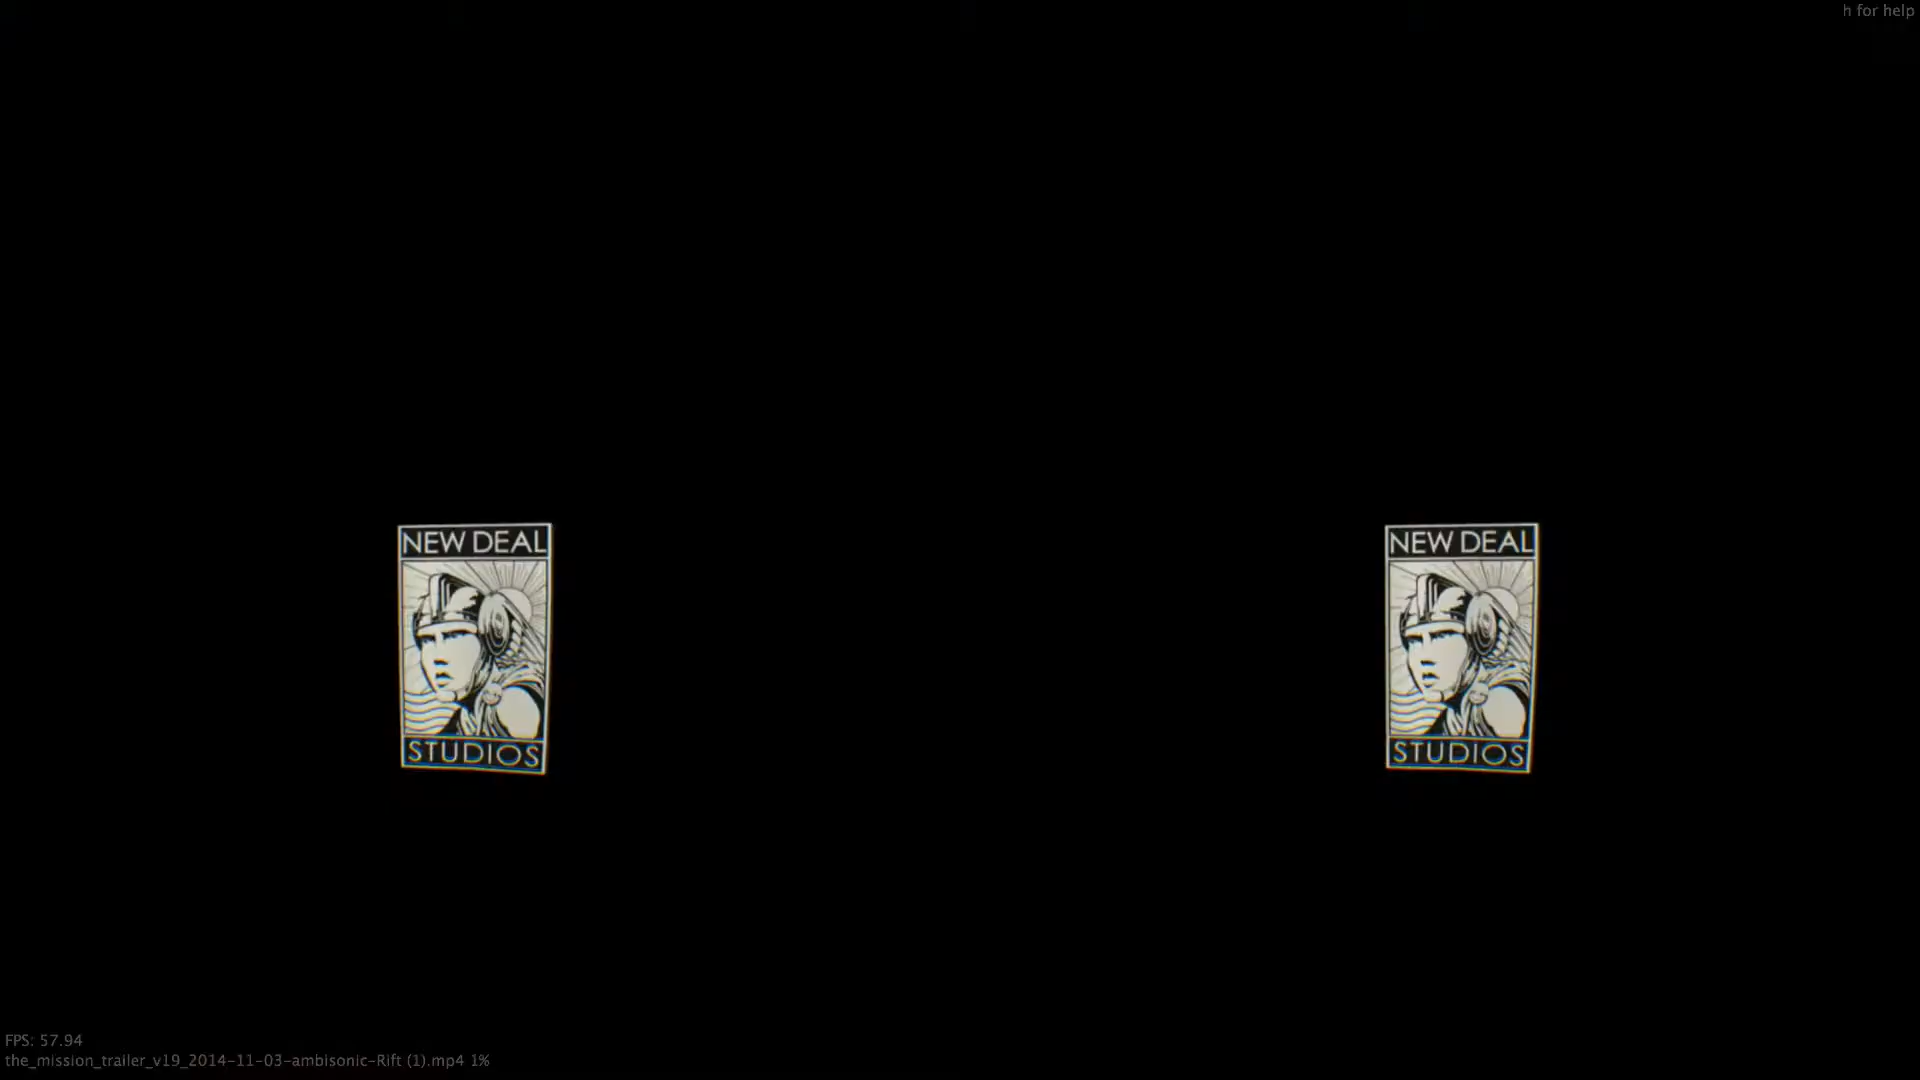 h for help
NEW DEAL
STUDIOS
NEW DEAL
STUDIOS
FPS: 57.94
the_mission_trailer_v19_2014-11-03-ambisonic-Rift (1).mp4 1%